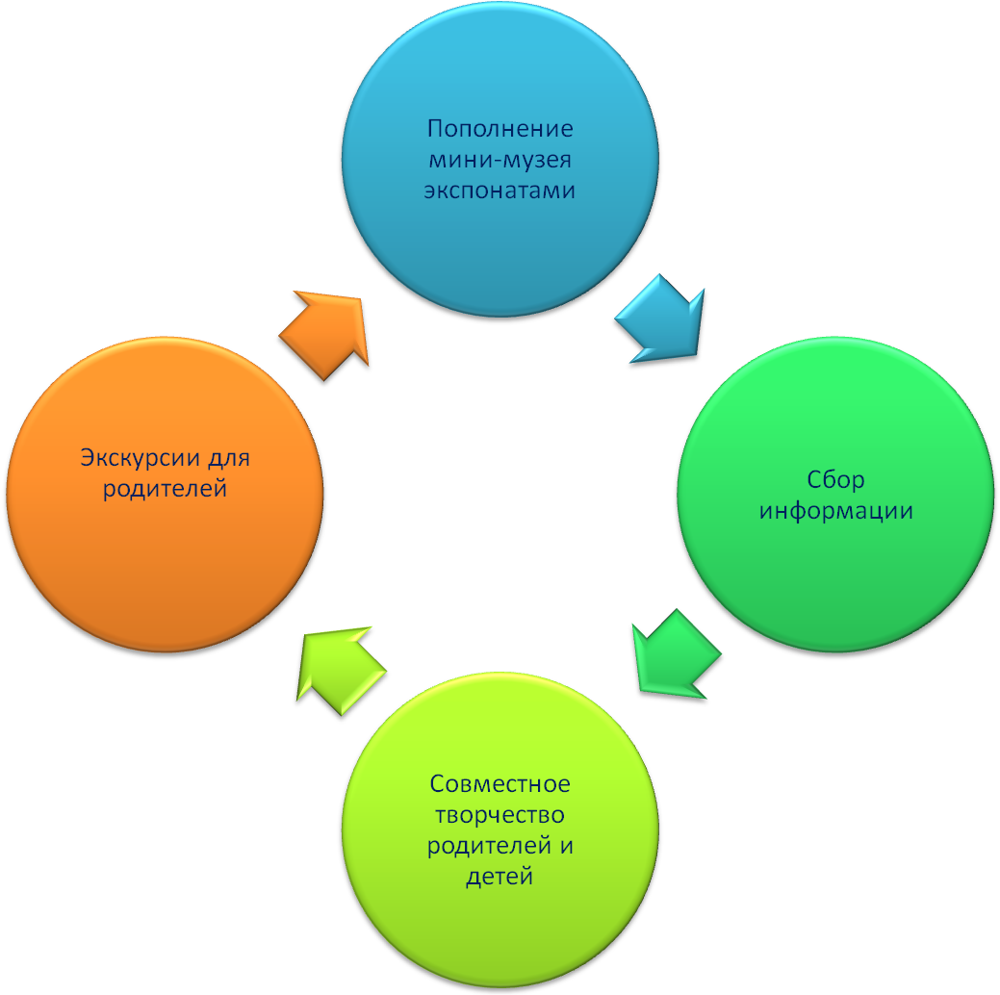 Пополнение
мини-музея
экспонатами
Экскурсии для
родителей
Сбор
информации
Совместное
творчество
родителей и
детей